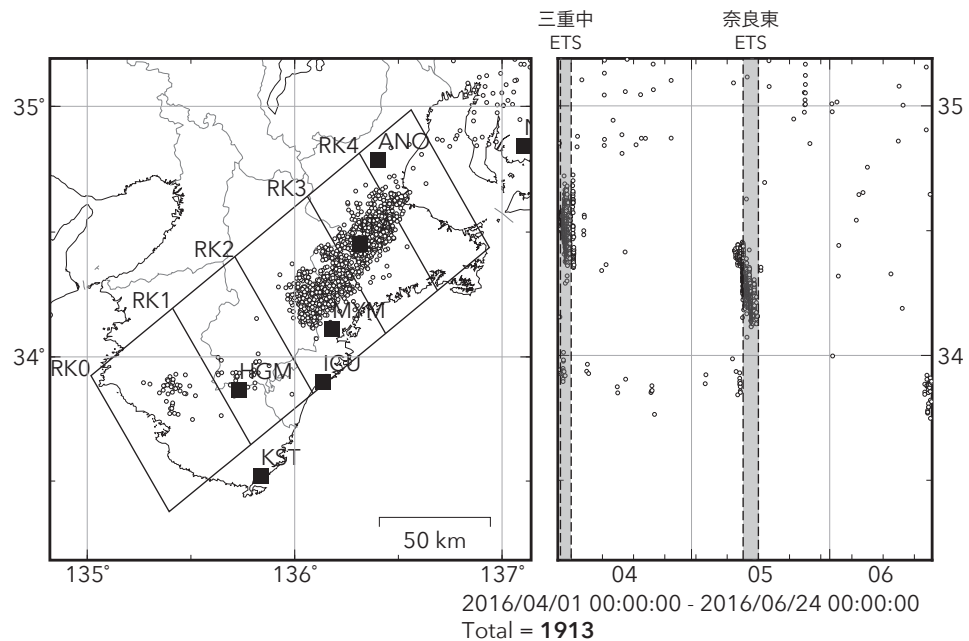 三重中
ETS
奈良東
ETS
35˚
34˚
RK4
ANO
N
RK3
RK2
RK1
MYM
RK0
HGM
ICU
KST
50 km
135˚
136˚
137˚
35˚
34˚
04
05
06
2016/04/01 00:00:00 - 2016/06/24 00:00:00
Total = 1913